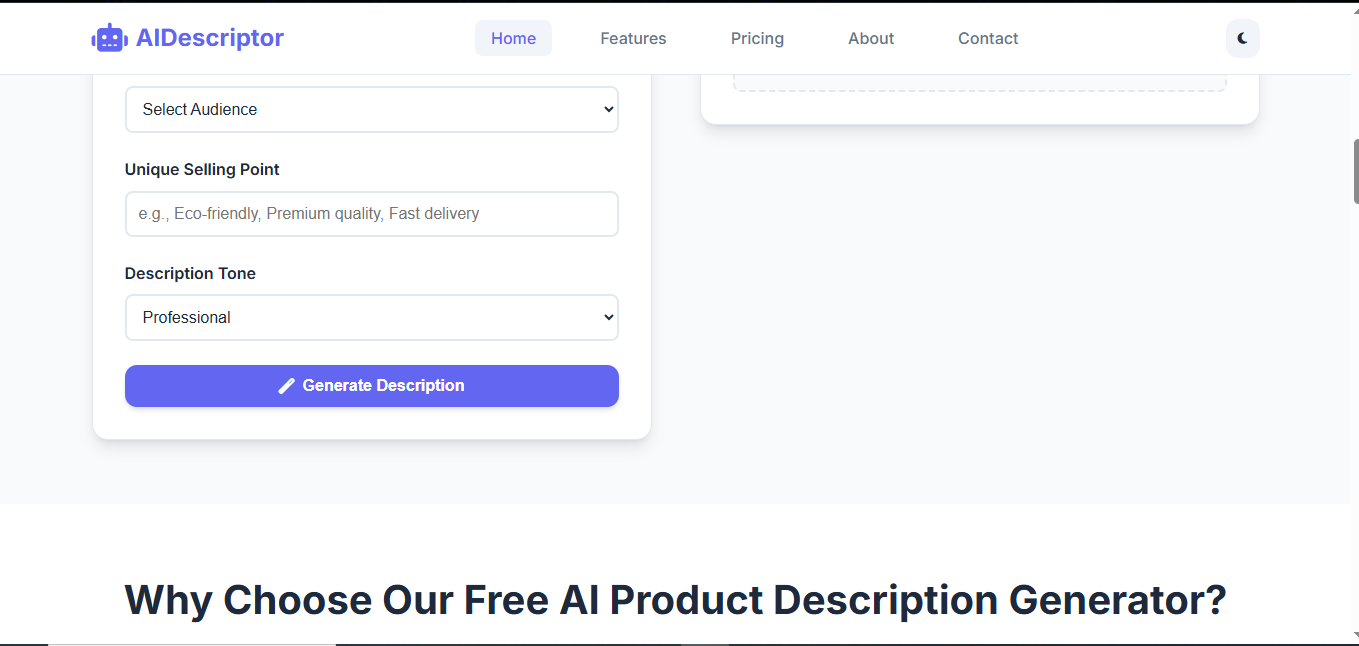 AIDescriptor
Home
Features
Pricing
About
Contact
Select Audience
Unique Selling Point
e.g., Eco-friendly, Premium quality, Fast delivery
Description Tone
Professional
Generate Description
Why Choose Our Free AI Product Description Generator?